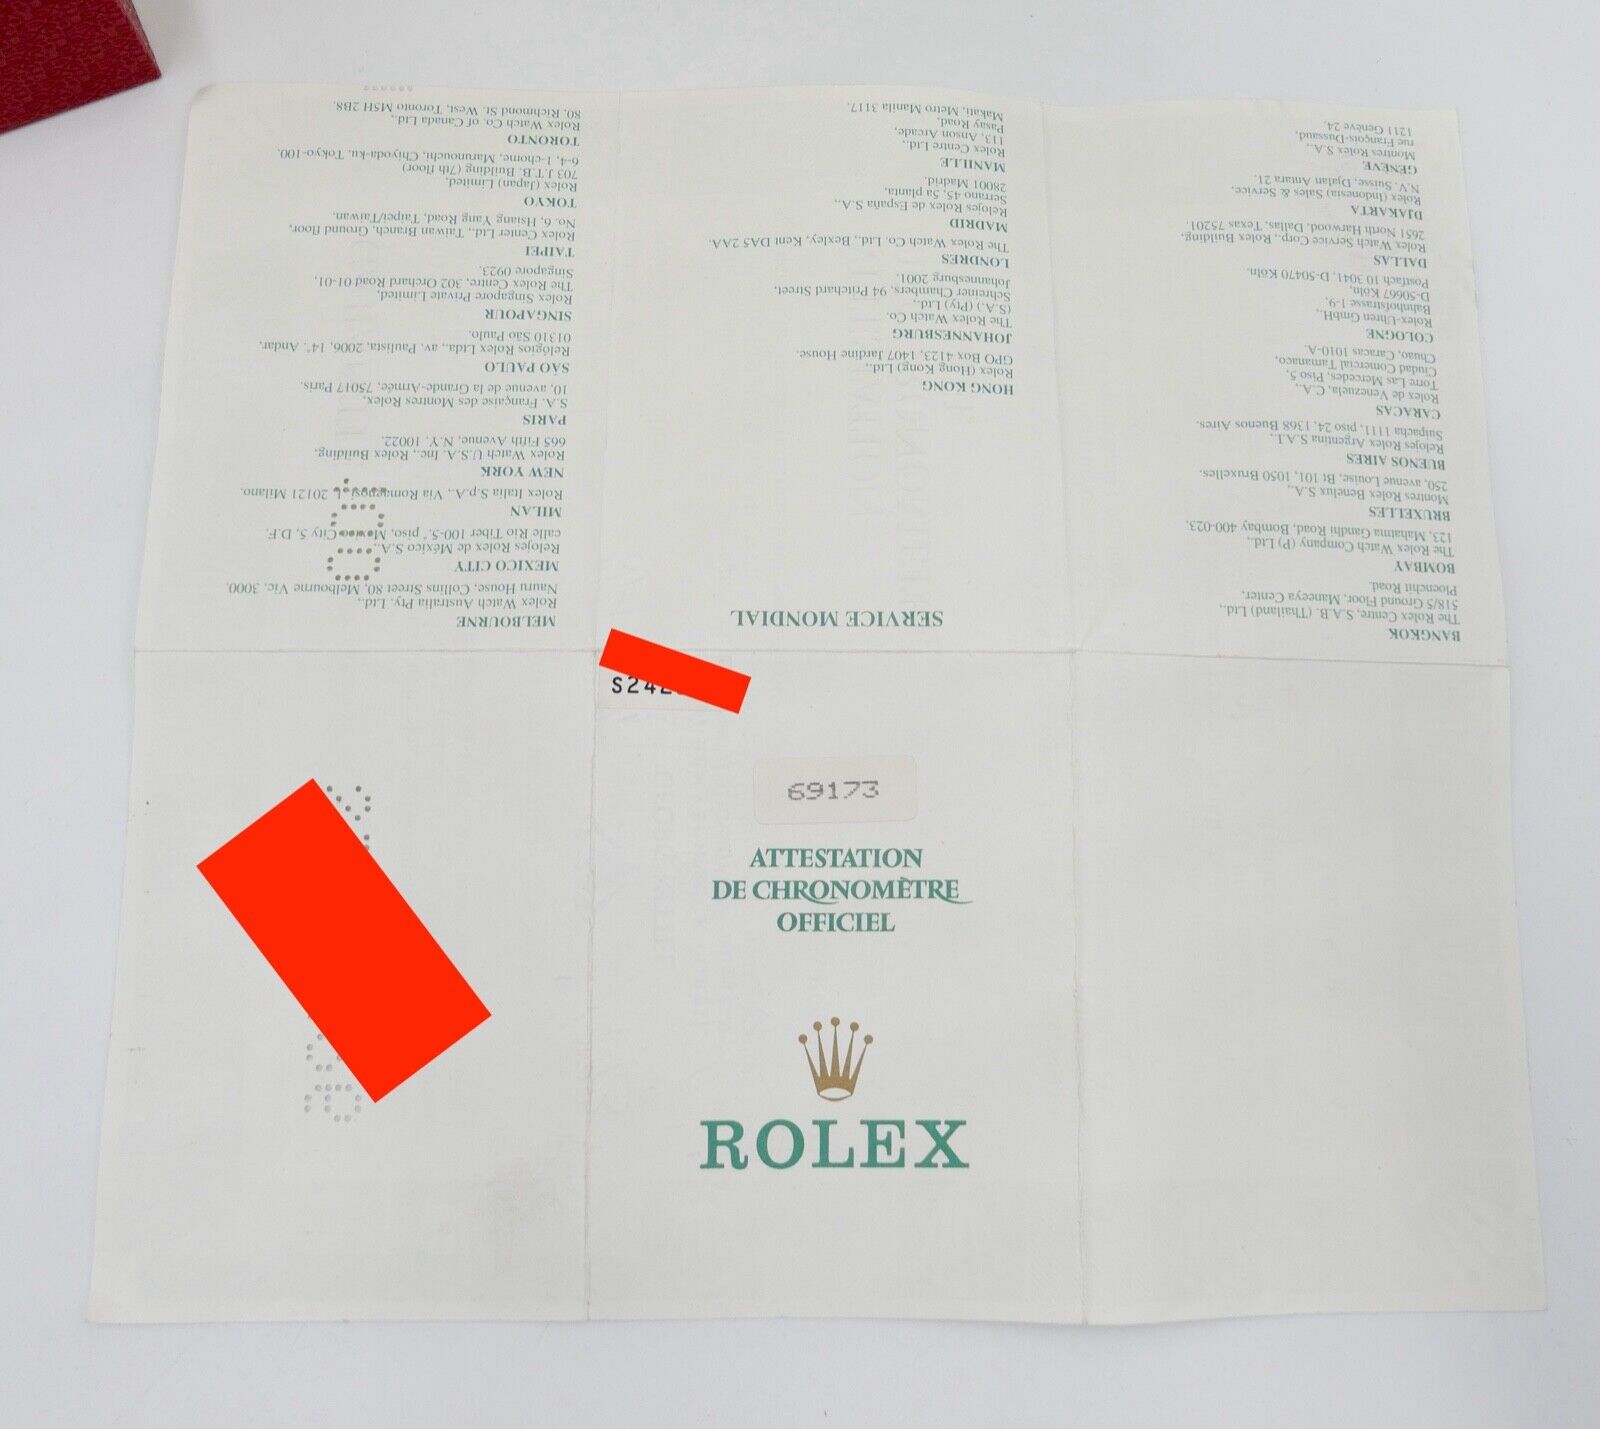 SERVICE MONDIAL
BANGKOK
The Rolex Centre, S.A.B. (Thailand) Ltd.,
518/5 Ground Floor, Maneeya Center,
Ploenchit Road.
BOMBAY
The Rolex Watch Company (P) Ltd.,
123, Mahatma Gandhi Road, Bombay 400-023.
BRUXELLES
Montres Rolex Benelux S.A.,
250, avenue Louise, Bt 101, 1050 Bruxelles.
BUENOS AIRES
Relojes Rolex Argentina S.A.I.,
Suipacha 1111, piso 24, 1368 Buenos Aires.
CARACAS
Rolex de Venezuela, C.A.,
Torre Las Mercedes, Piso 5,
Ciudad Comercial Tamanaco,
Chuao, Caracas 1010-A.
COLOGNE
Rolex-Uhren GmbH.,
Bahnhofstrasse 1-9,
D-50667 Köln,
Postfach 10 3041, D-50470 Köln.
DALLAS
Rolex Watch Service Corp., Rolex Building,
2651 North Harwood, Dallas, Texas 75201.
DJAKARTA
Rolex (Indonesia) Sales & Service,
N.V. Suisse, Djalan Antara 21.
GENÈVE
Montres Rolex S.A.,
rue François-Dussaud,
1211 Genève 24,
HONG KONG
Rolex (Hong Kong) Ltd.,
GPO Box 4123, 1407 Jardine House.
JOHANNESBURG
The Rolex Watch Co.
(S.A.) (Pty) Ltd.,
Schreiner Chambers, 94 Pritchard Street.
Johannesburg 2001.
LONDRES
The Rolex Watch Co. Ltd., Bexley, Kent DA5 2AA.
MADRID
Relojes Rolex de España S.A.,
Serrano 45, 5a planta,
28001 Madrid.
MANILLE
Rolex Centre Ltd.,
113, Anson Arcade,
Pasay Road,
Makati, Metro Manila 3117.
MELBOURNE
Rolex Watch Australia Pty. Ltd.,
Nauru House, Collins Street 80, Melbourne Vic. 3000.
MEXICO CITY
Relojes Rolex de México S.A.,
calle Rio Tiber 100-5.° piso, City 5, D.F.
MILAN
Rolex Italia S.p.A., Via 20121 Milano.
NEW YORK
Rolex Watch U.S.A. Inc., Rolex Building,
665 Fifth Avenue, N.Y. 10022.
PARIS
S.A. Française des Montres Rolex,
10, avenue de la Grande-Armée, 75017 Paris.
SÃO PAULO
Relógios Rolex Ltda., av. Paulista, 2006, 14°. Andar,
01310 São Paulo.
SINGAPOUR
Rolex Singapore Private Limited,
The Rolex Centre, 302 Orchard Road 01-01,
Singapore 0923.
TAIPEI
Rolex Center Ltd., Taiwan Branch, Ground floor,
No. 6, Hsiang Yang Road, Taipei/Taiwan.
TOKYO
Rolex (Japan) Limited,
703 J.T.B. Building (7th floor)
6-4, 1-chome, Marunouchi, Chiyoda-ku, Tokyo-100.
TORONTO
Rolex Watch Co. of Canada Ltd.,
80, Richmond St. West, Toronto M5H 2B8.
S242
69173
ATTESTATION
DE CHRONOMÈTRE
OFFICIEL
ROLEX